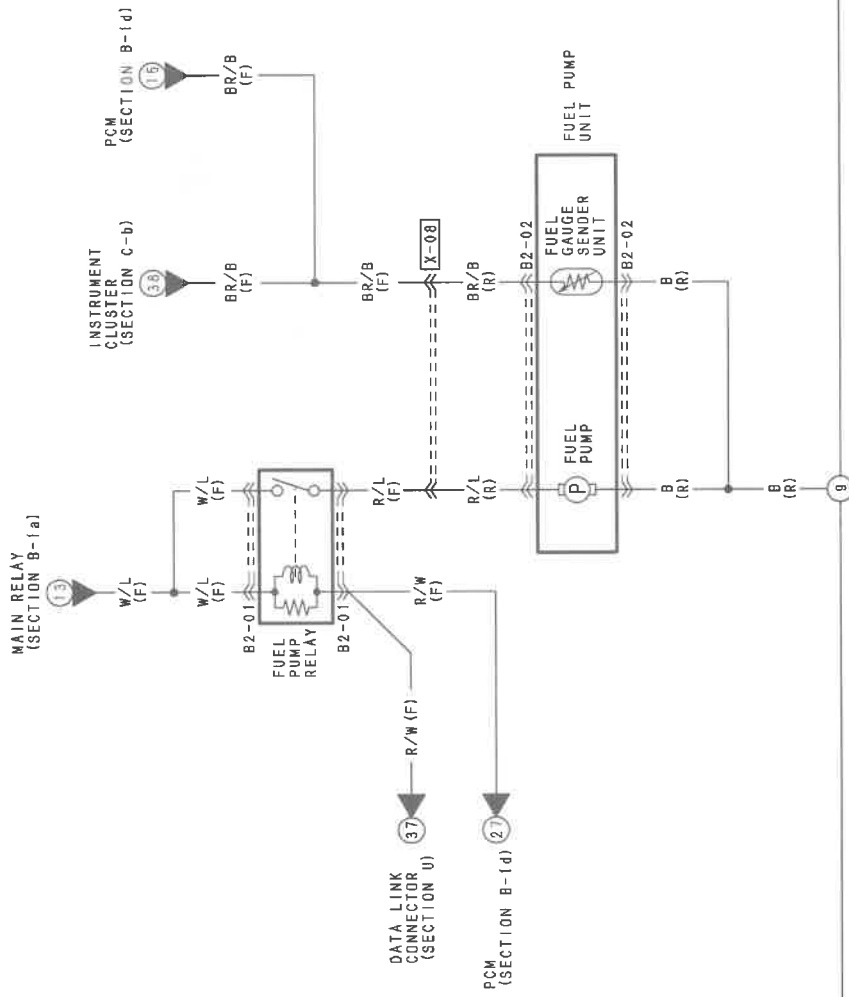 MAIN RELAY
(SECTION B-1a)
13
W/L
(F)
W/L
(F)
W/L
(F)
B2-01
FUEL
PUMP
RELAY
B2-01
R/W (F)
R/W
(F)
37
DATA LINK
CONNECTOR
(SECTION U)
27
PCM
(SECTION B-1d)
R/L
(F)
R/L
(R)
INSTRUMENT
CLUSTER
(SECTION C-b)
38
BR/B
(F)
PCM
(SECTION B-1d)
15
BR/B
(F)
BR/B
(F)
X-08
BR/B
(R)
B2-02
FUEL PUMP
UNIT
FUEL
GAUGE
SENDER
UNIT
FUEL
PUMP
P
B2-02
B
(R)
B
(R)
B
(R)
9